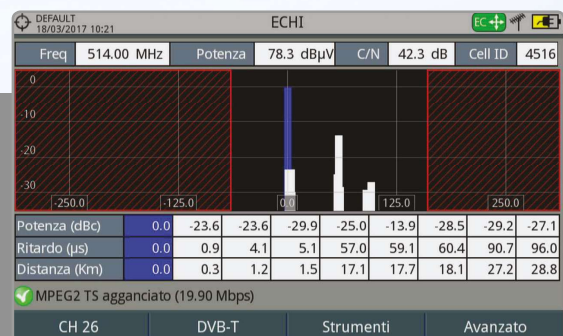 DEFAULT
18/03/2017 10:21
ECHI
EC
Freq 514.00 MHz Potenza 78.3 dBµV C/N 42.3 dB Cell ID 4516
0
-10
-20
-30
-250.0 -125.0 0.0 125.0 250.0
Potenza (dBc) 0.0 -23.6 -23.6 -29.9 -25.0 -13.9 -28.5 -29.2 -27.1
Ritardo (µs) 0.0 0.9 4.1 5.1 57.0 59.1 60.4 90.7 96.0
Distanza (Km) 0.0 0.3 1.2 1.5 17.1 17.7 18.1 27.2 28.8
MPEG2 TS agganciato (19.90 Mbps)
CH 26 DVB-T Strumenti Avanzato